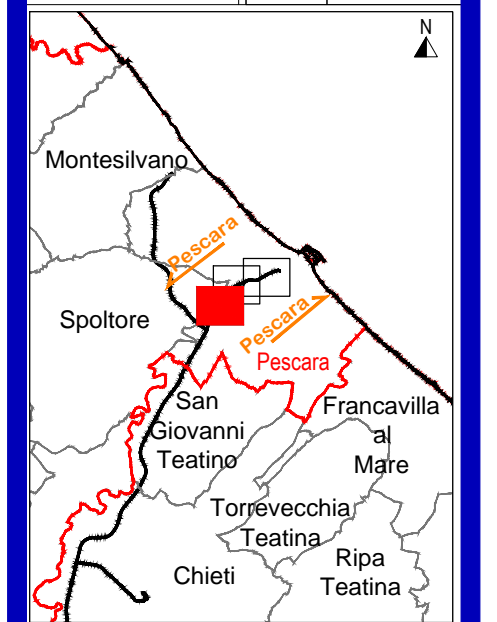 N
Montesilvano
Pescara
Spoltore
Pescara
Pescara
San
Giovanni
Teatino
Francavilla
al
Mare
Torrevecchia
Teatina
Chieti
Ripa
Teatina